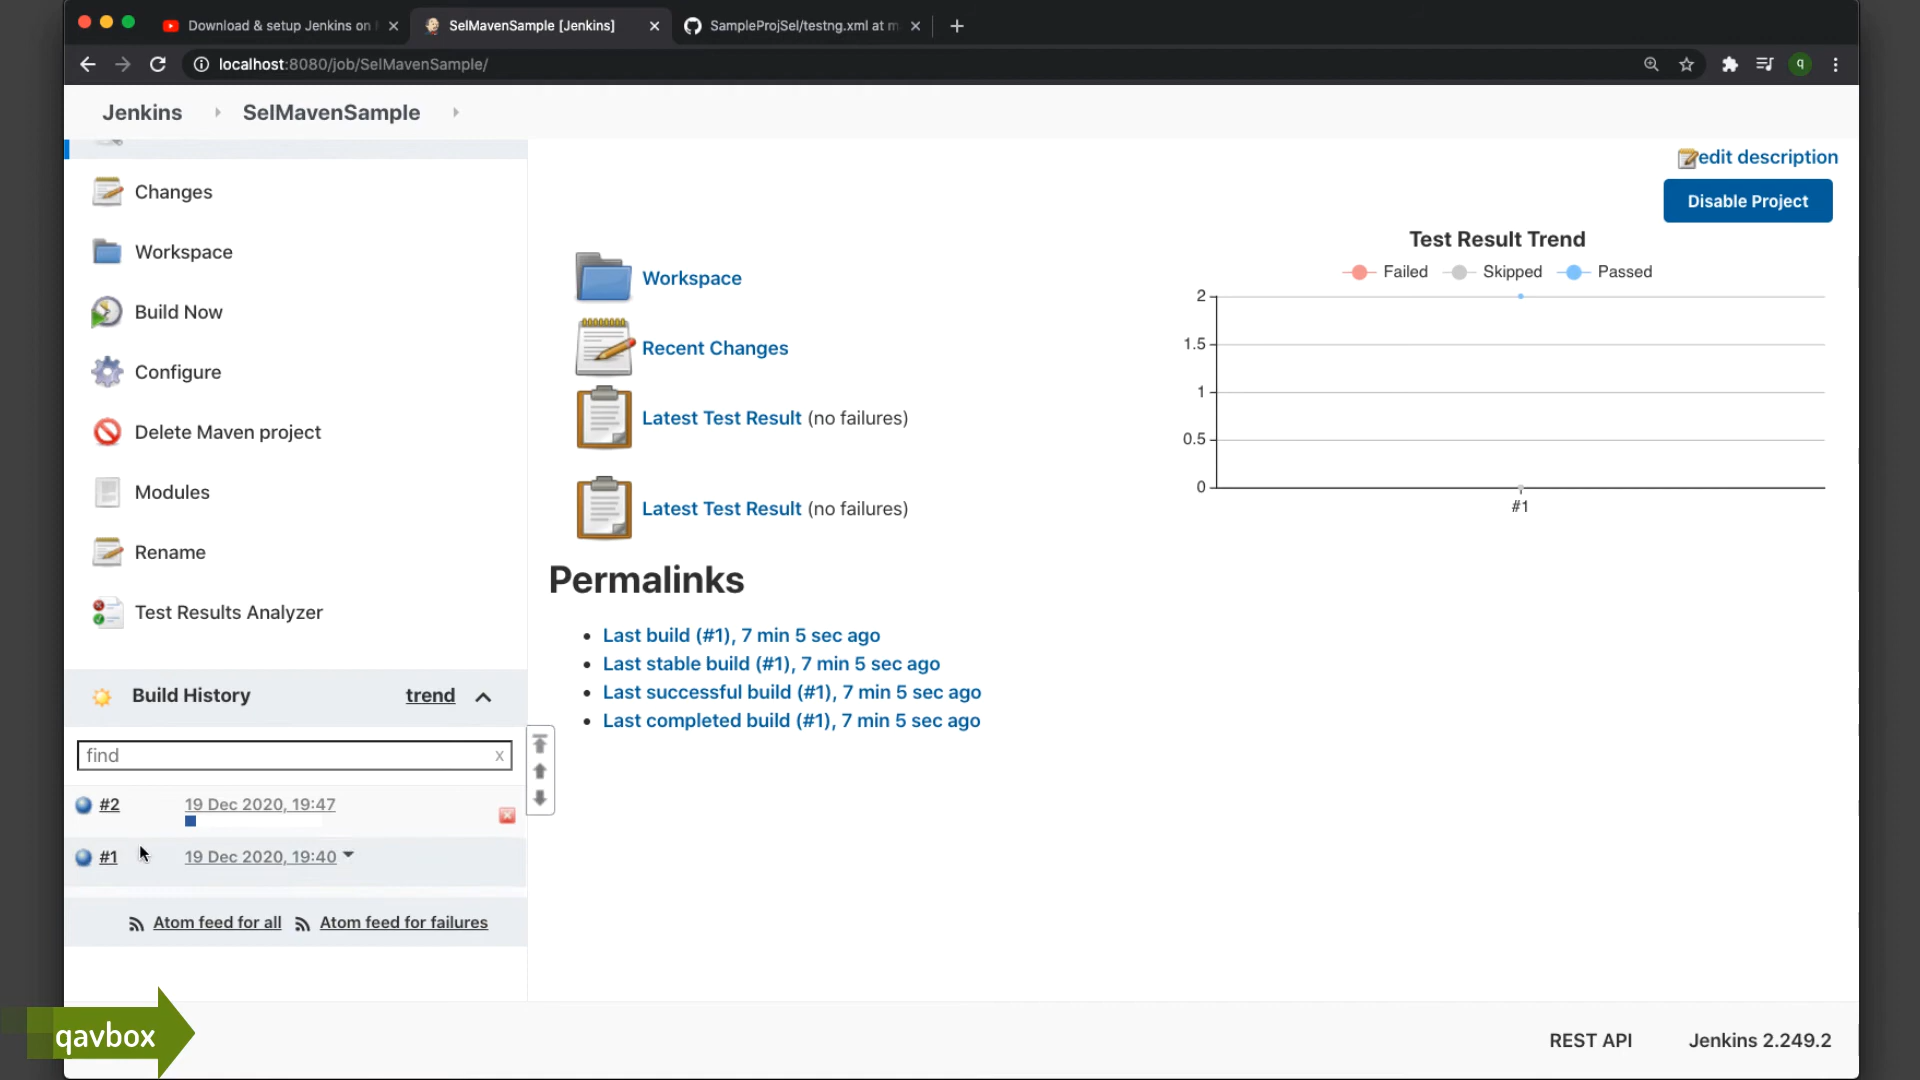 Download & setup Jenkins on
SelMavenSample [Jenkins]
SampleProjSel/testng.xml at m
localhost:8080/job/SelMavenSample/
q
Jenkins
SelMavenSample
edit description
Disable Project
Changes
Workspace
Build Now
Configure
Delete Maven project
Modules
Rename
Test Results Analyzer
Build History
trend
find
x
#2
19 Dec 2020, 19:47
#1
19 Dec 2020, 19:40
Atom feed for all
Atom feed for failures
Workspace
Recent Changes
Latest Test Result (no failures)
Latest Test Result (no failures)
Permalinks
Last build (#1), 7 min 5 sec ago
Last stable build (#1), 7 min 5 sec ago
Last successful build (#1), 7 min 5 sec ago
Last completed build (#1), 7 min 5 sec ago
Test Result Trend
Failed
Skipped
Passed
2
1.5
1
0.5
0
#1
qavbox
REST API
Jenkins 2.249.2